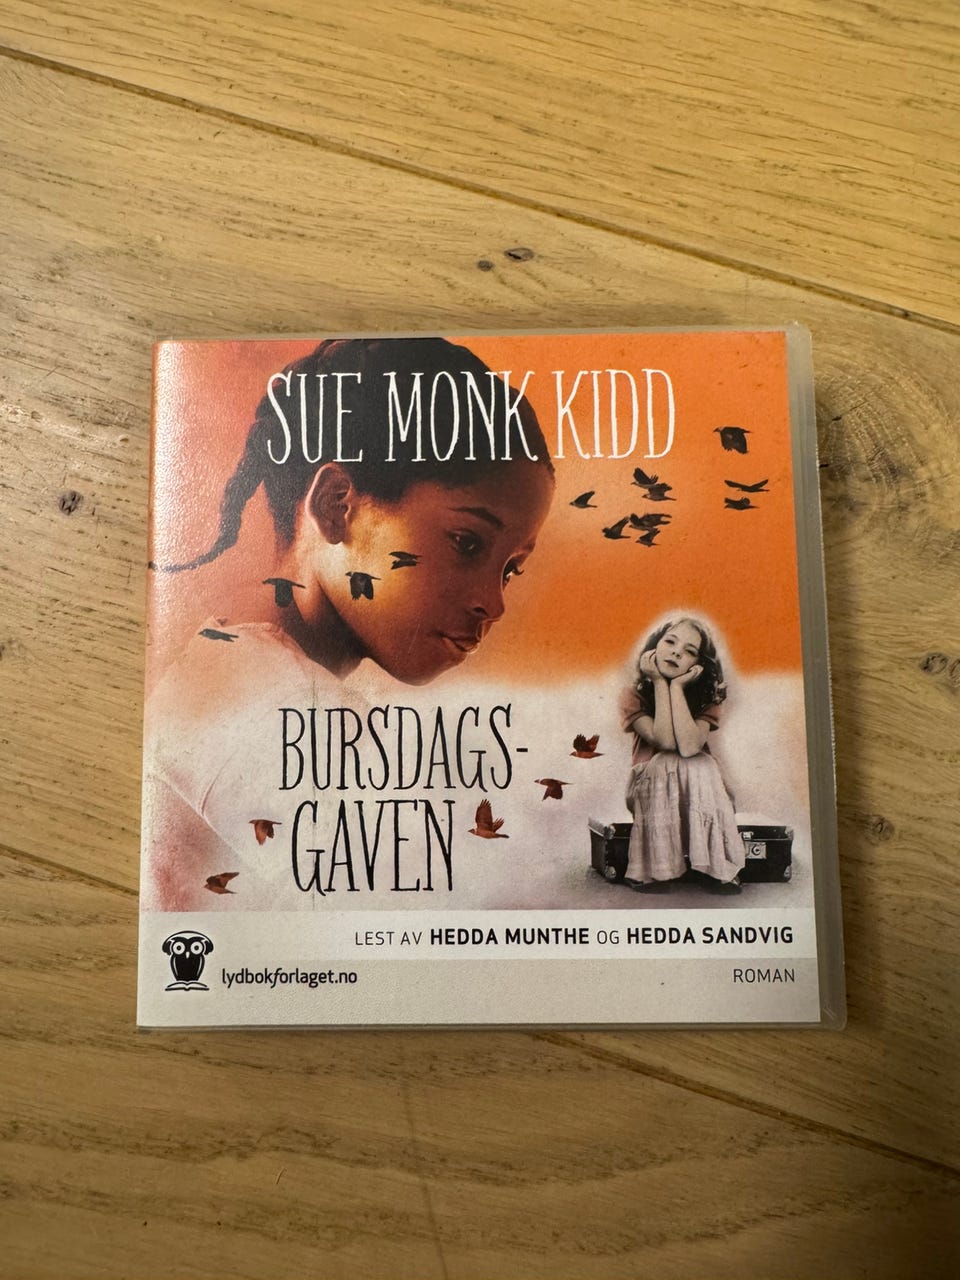 SUE MONK KIDD
BURSDAGS-
GAVEN
LEST AV HEDDA MUNTHE OG HEDDA SANDVIG
lydbokforlaget.no
ROMAN